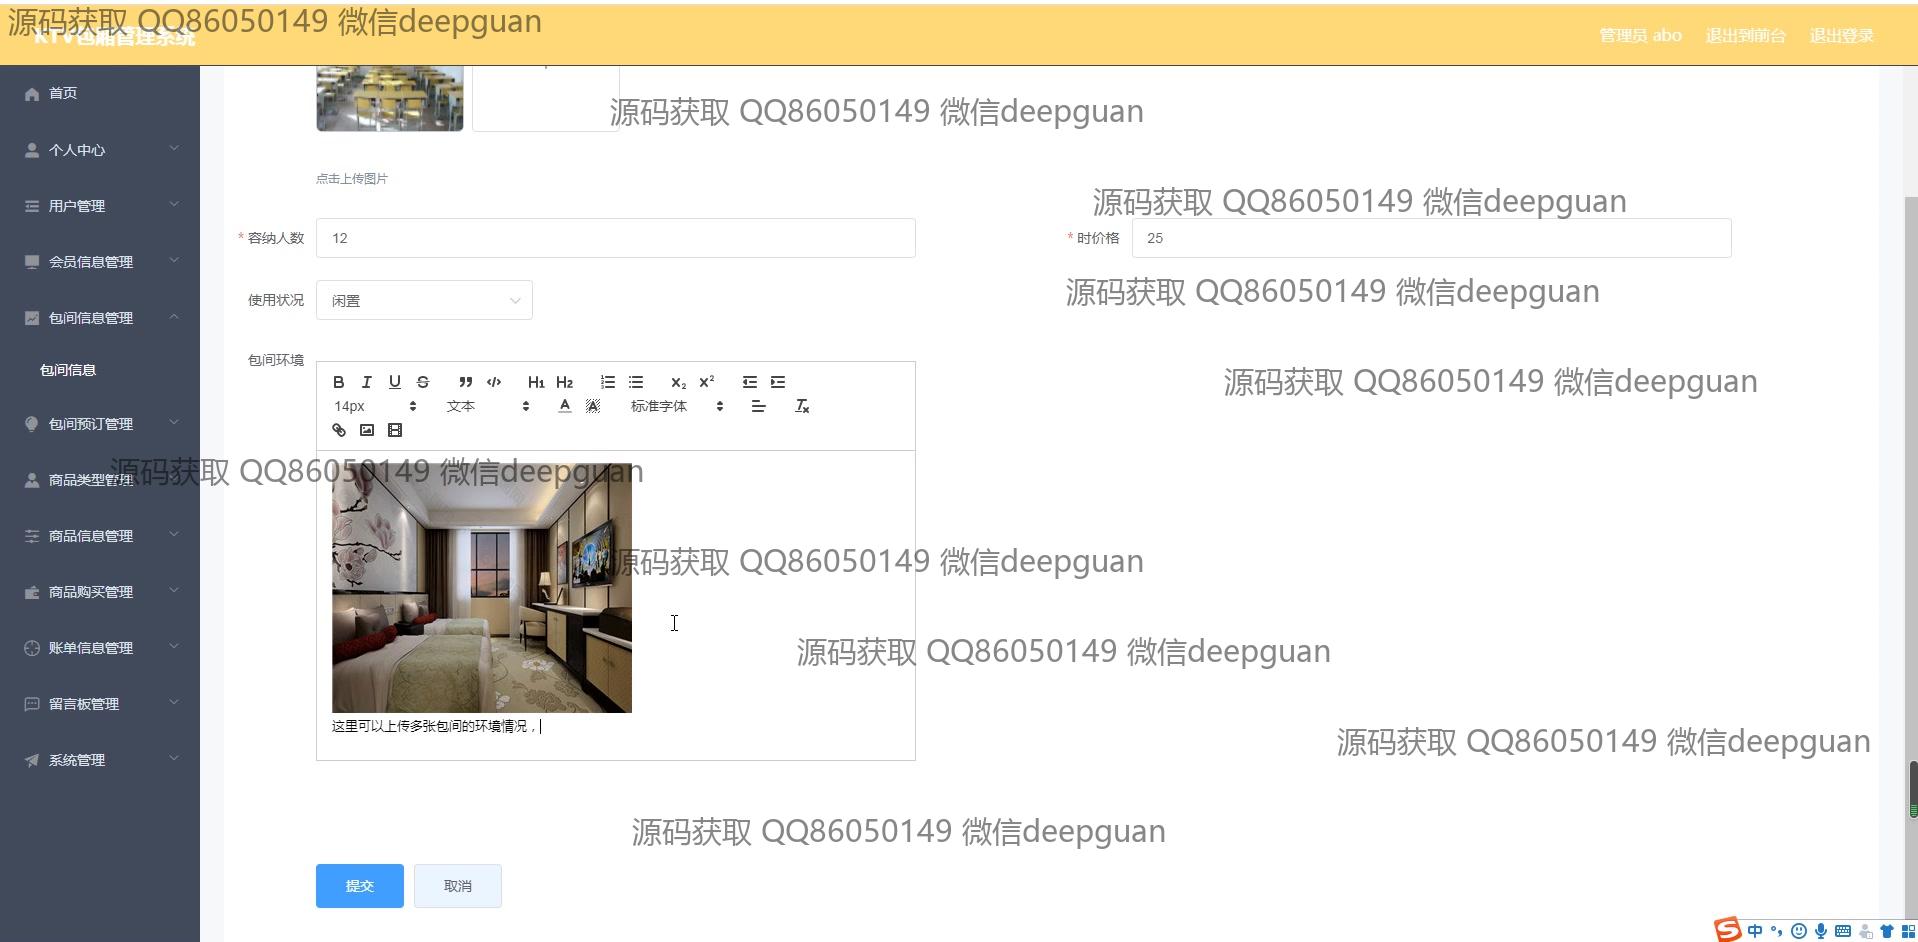 源码获取 QQ86050149 微信deepguan
KTV包厢管理系统
管理员 abo
退出到前台
退出登录
首页
个人中心
用户管理
会员信息管理
包间信息管理
包间信息
包间预订管理
商品类型管理
商品信息管理
商品购买管理
账单信息管理
留言板管理
系统管理
源码获取 QQ86050149 微信deepguan
点击上传图片
源码获取 QQ86050149 微信deepguan
* 容纳人数 12
* 时价格 25
源码获取 QQ86050149 微信deepguan
使用状况 闲置
包间环境
源码获取 QQ86050149 微信deepguan
B I U S H1 H2 X2 X2
14px 文本 A A 标准字体
源码获取 QQ86050149 微信deepguan
源码获取 QQ86050149 微信deepguan
源码获取 QQ86050149 微信deepguan
这里可以上传多张包间的环境情况，
源码获取 QQ86050149 微信deepguan
源码获取 QQ86050149 微信deepguan
提交
取消
中